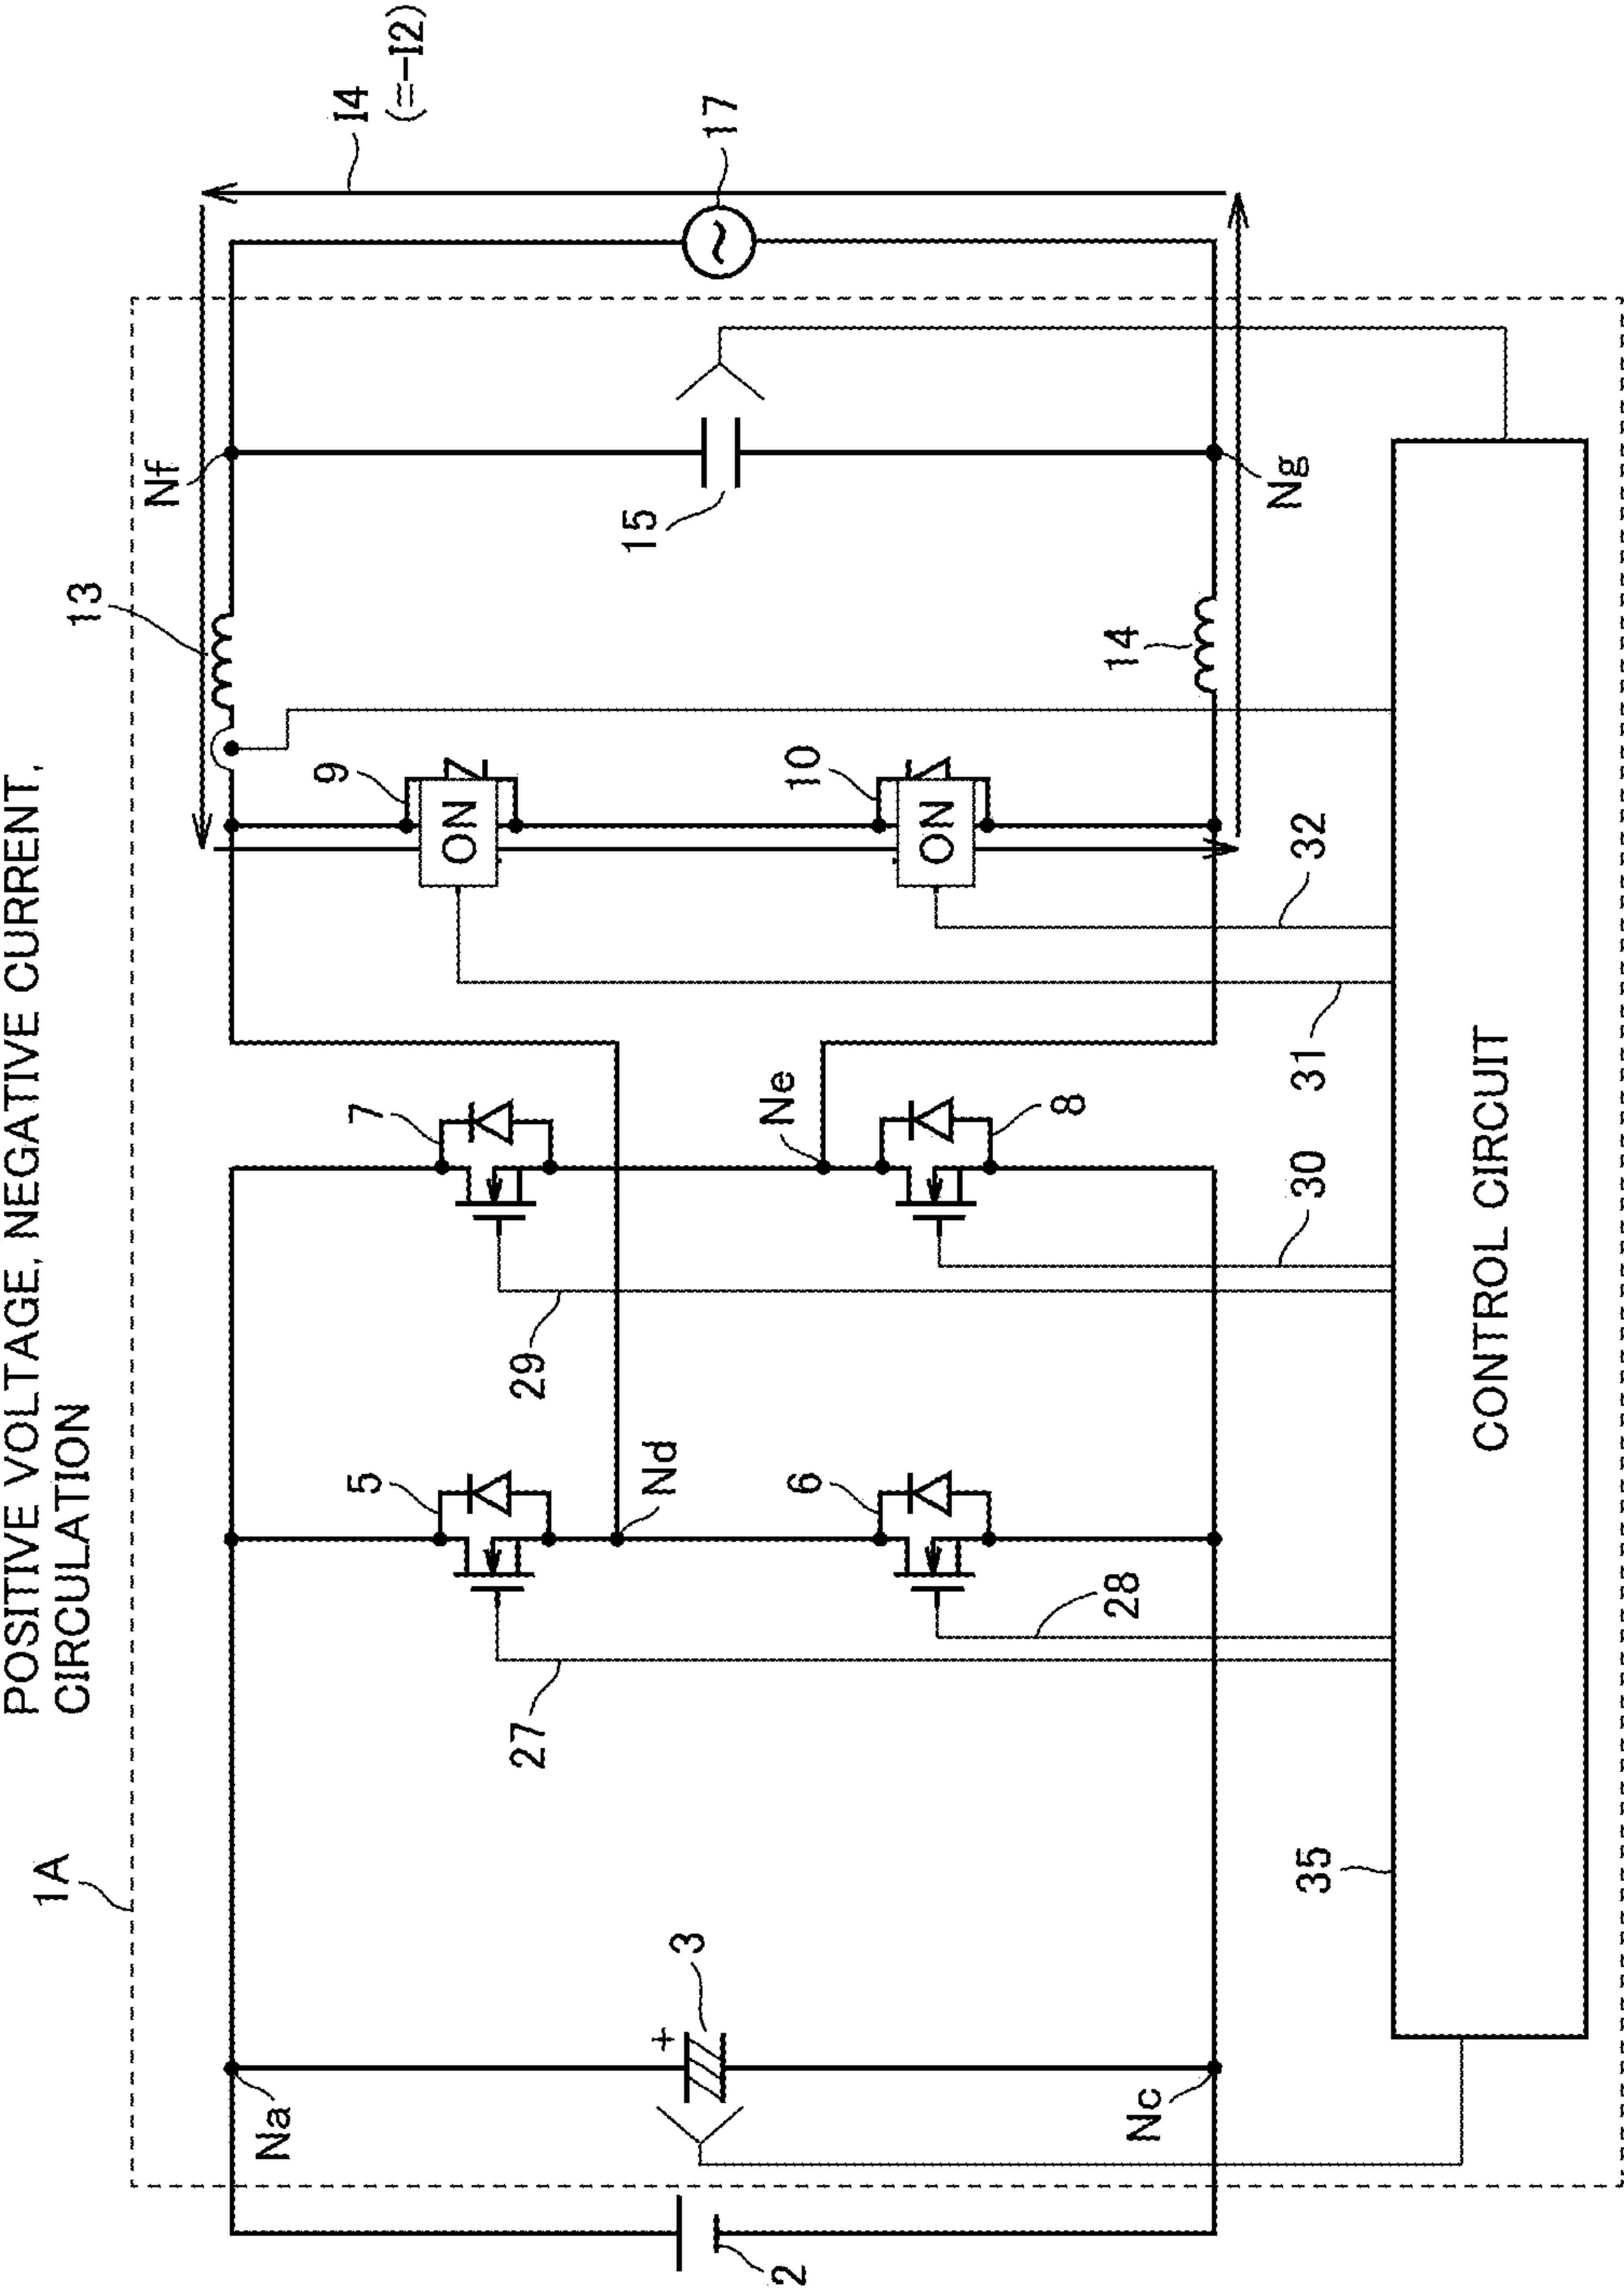 POSITIVE VOLTAGE, NEGATIVE CURRENT,
CIRCULATION
1A
13
I4
(=-I2)
Nf
Na
5
7
9
ON
17
+
3
15
Nd
Ne
2
6
10
ON
8
14
Nc
Ng
27
28
29
30
31
32
35
CONTROL CIRCUIT